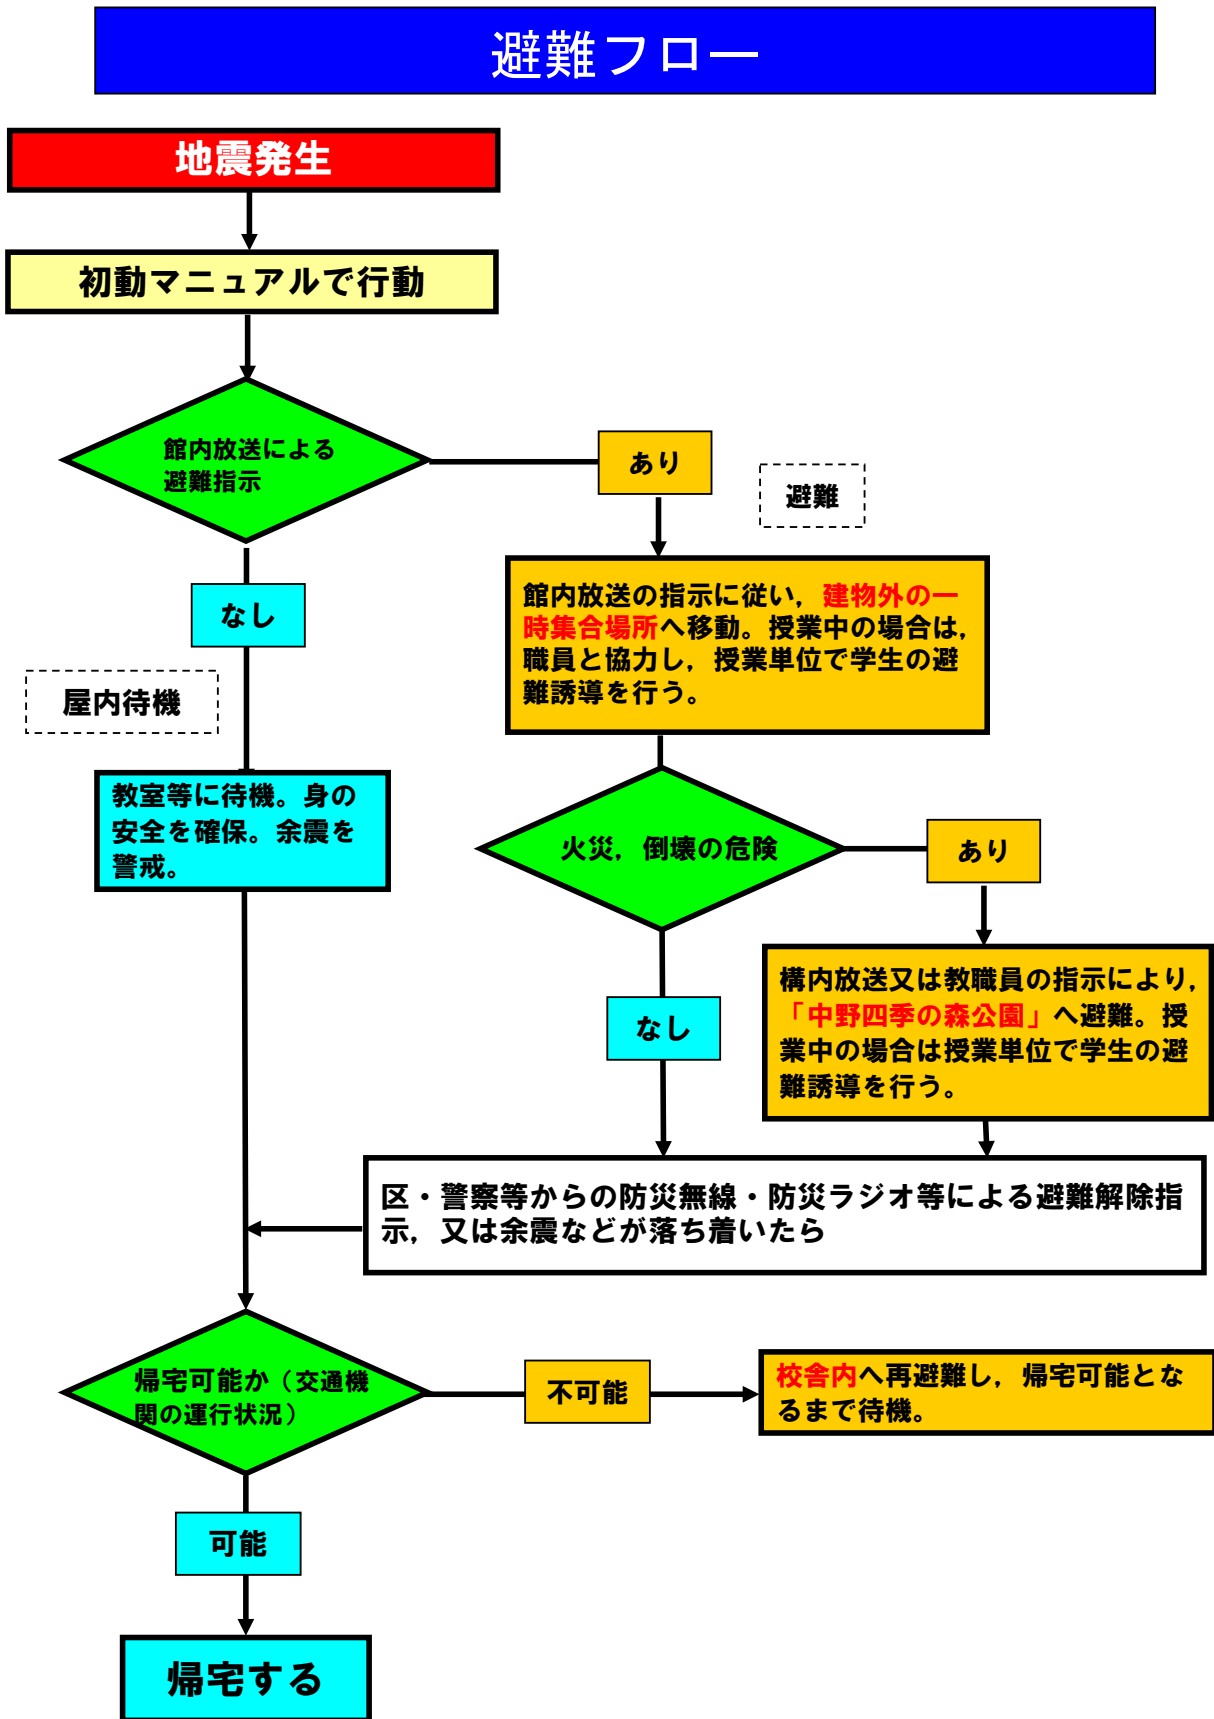 避難フロー
地震発生
初動マニュアルで行動
館内放送による
避難指示
あり
避難
なし
館内放送の指示に従い，建物外の一
時集合場所へ移動。授業中の場合は，
職員と協力し，授業単位で学生の避
難誘導を行う。
屋内待機
教室等に待機。身の
安全を確保。余震を
警戒。
火災，倒壊の危険
あり
構内放送又は教職員の指示により，
「中野四季の森公園」へ避難。授
業中の場合は授業単位で学生の避
難誘導を行う。
なし
区・警察等からの防災無線・防災ラジオ等による避難解除指
示，又は余震などが落ち着いたら
帰宅可能か（交通機
関の運行状況）
不可能
校舎内へ再避難し，帰宅可能とな
るまで待機。
可能
帰宅する